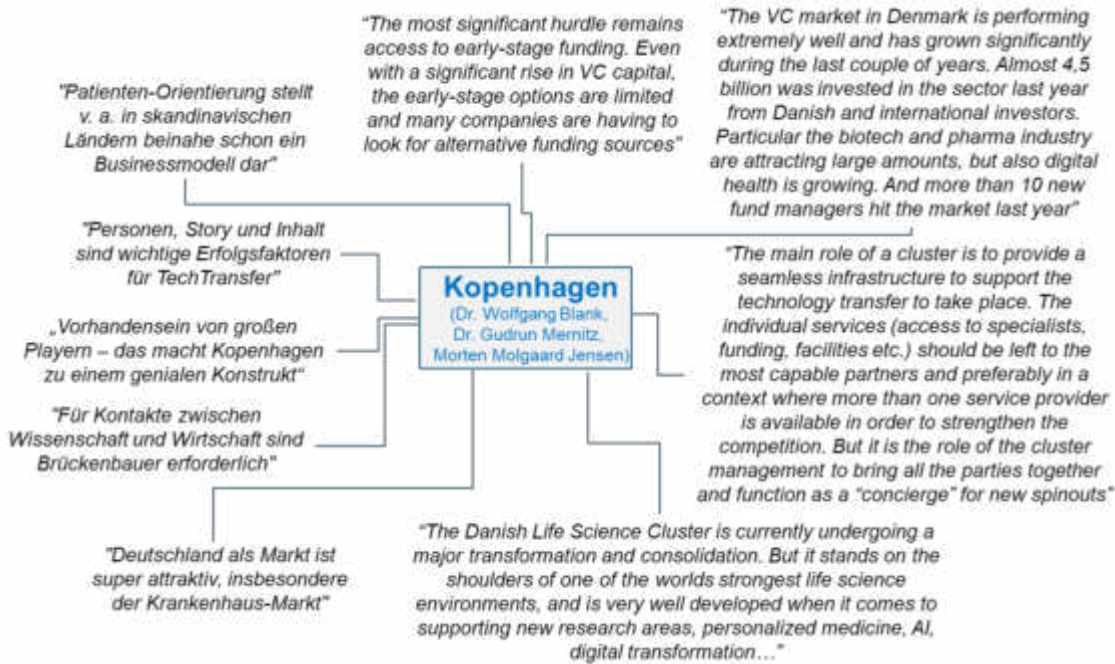 "Patienten-Orientierung stellt
v. a. in skandinavischen
Ländern beinahe schon ein
Businessmodell dar"
"The most significant hurdle remains
access to early-stage funding. Even
with a significant rise in VC capital,
the early-stage options are limited
and many companies are having to
look for alternative funding sources"
"The VC market in Denmark is performing
extremely well and has grown significantly
during the last couple of years. Almost 4,5
billion was invested in the sector last year
from Danish and international investors.
Particular the biotech and pharma industry
are attracting large amounts, but also digital
health is growing. And more than 10 new
fund managers hit the market last year"
"Personen, Story und Inhalt
sind wichtige Erfolgsfaktoren
für TechTransfer"
„Vorhandensein von großen
Playern – das macht Kopenhagen
zu einem genialen Konstrukt"
"Für Kontakte zwischen
Wissenschaft und Wirtschaft sind
Brückenbauer erforderlich"
Kopenhagen
(Dr. Wolfgang Blank,
Dr. Gudrun Mernitz,
Morten Molgaard Jensen)
"The main role of a cluster is to provide a
seamless infrastructure to support the
technology transfer to take place. The
individual services (access to specialists,
funding, facilities etc.) should be left to the
most capable partners and preferably in a
context where more than one service provider
is available in order to strengthen the
competition. But it is the role of the cluster
management to bring all the parties together
and function as a "concierge" for new spinouts"
"Deutschland als Markt ist
super attraktiv, insbesondere
der Krankenhaus-Markt"
"The Danish Life Science Cluster is currently undergoing a
major transformation and consolidation. But it stands on the
shoulders of one of the worlds strongest life science
environments, and is very well developed when it comes to
supporting new research areas, personalized medicine, AI,
digital transformation…"